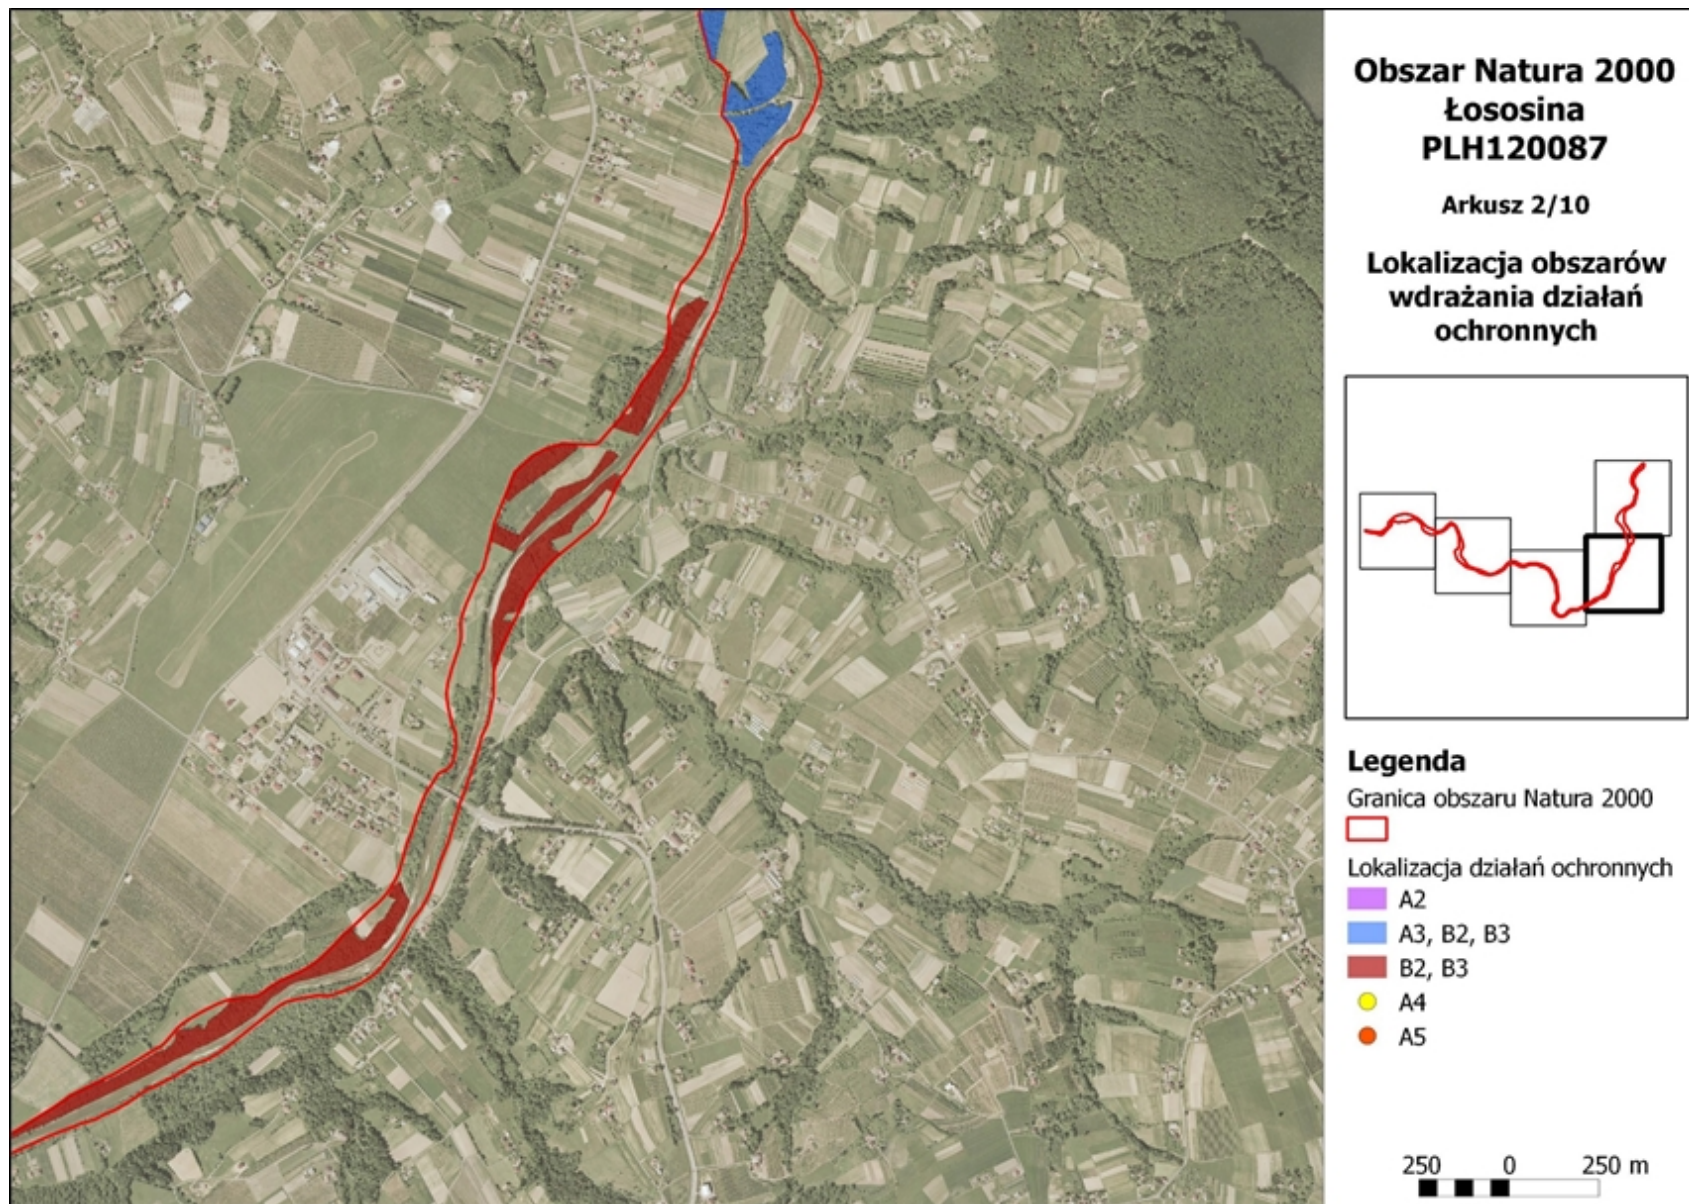 Obszar Natura 2000
Łososina
PLH120087
Arkusz 2/10
Lokalizacja obszarów
wdrażania działań
ochronnych
Legenda
Granica obszaru Natura 2000
Lokalizacja działań ochronnych
A2
A3, B2, B3
B2, B3
A4
A5
250 0 250 m